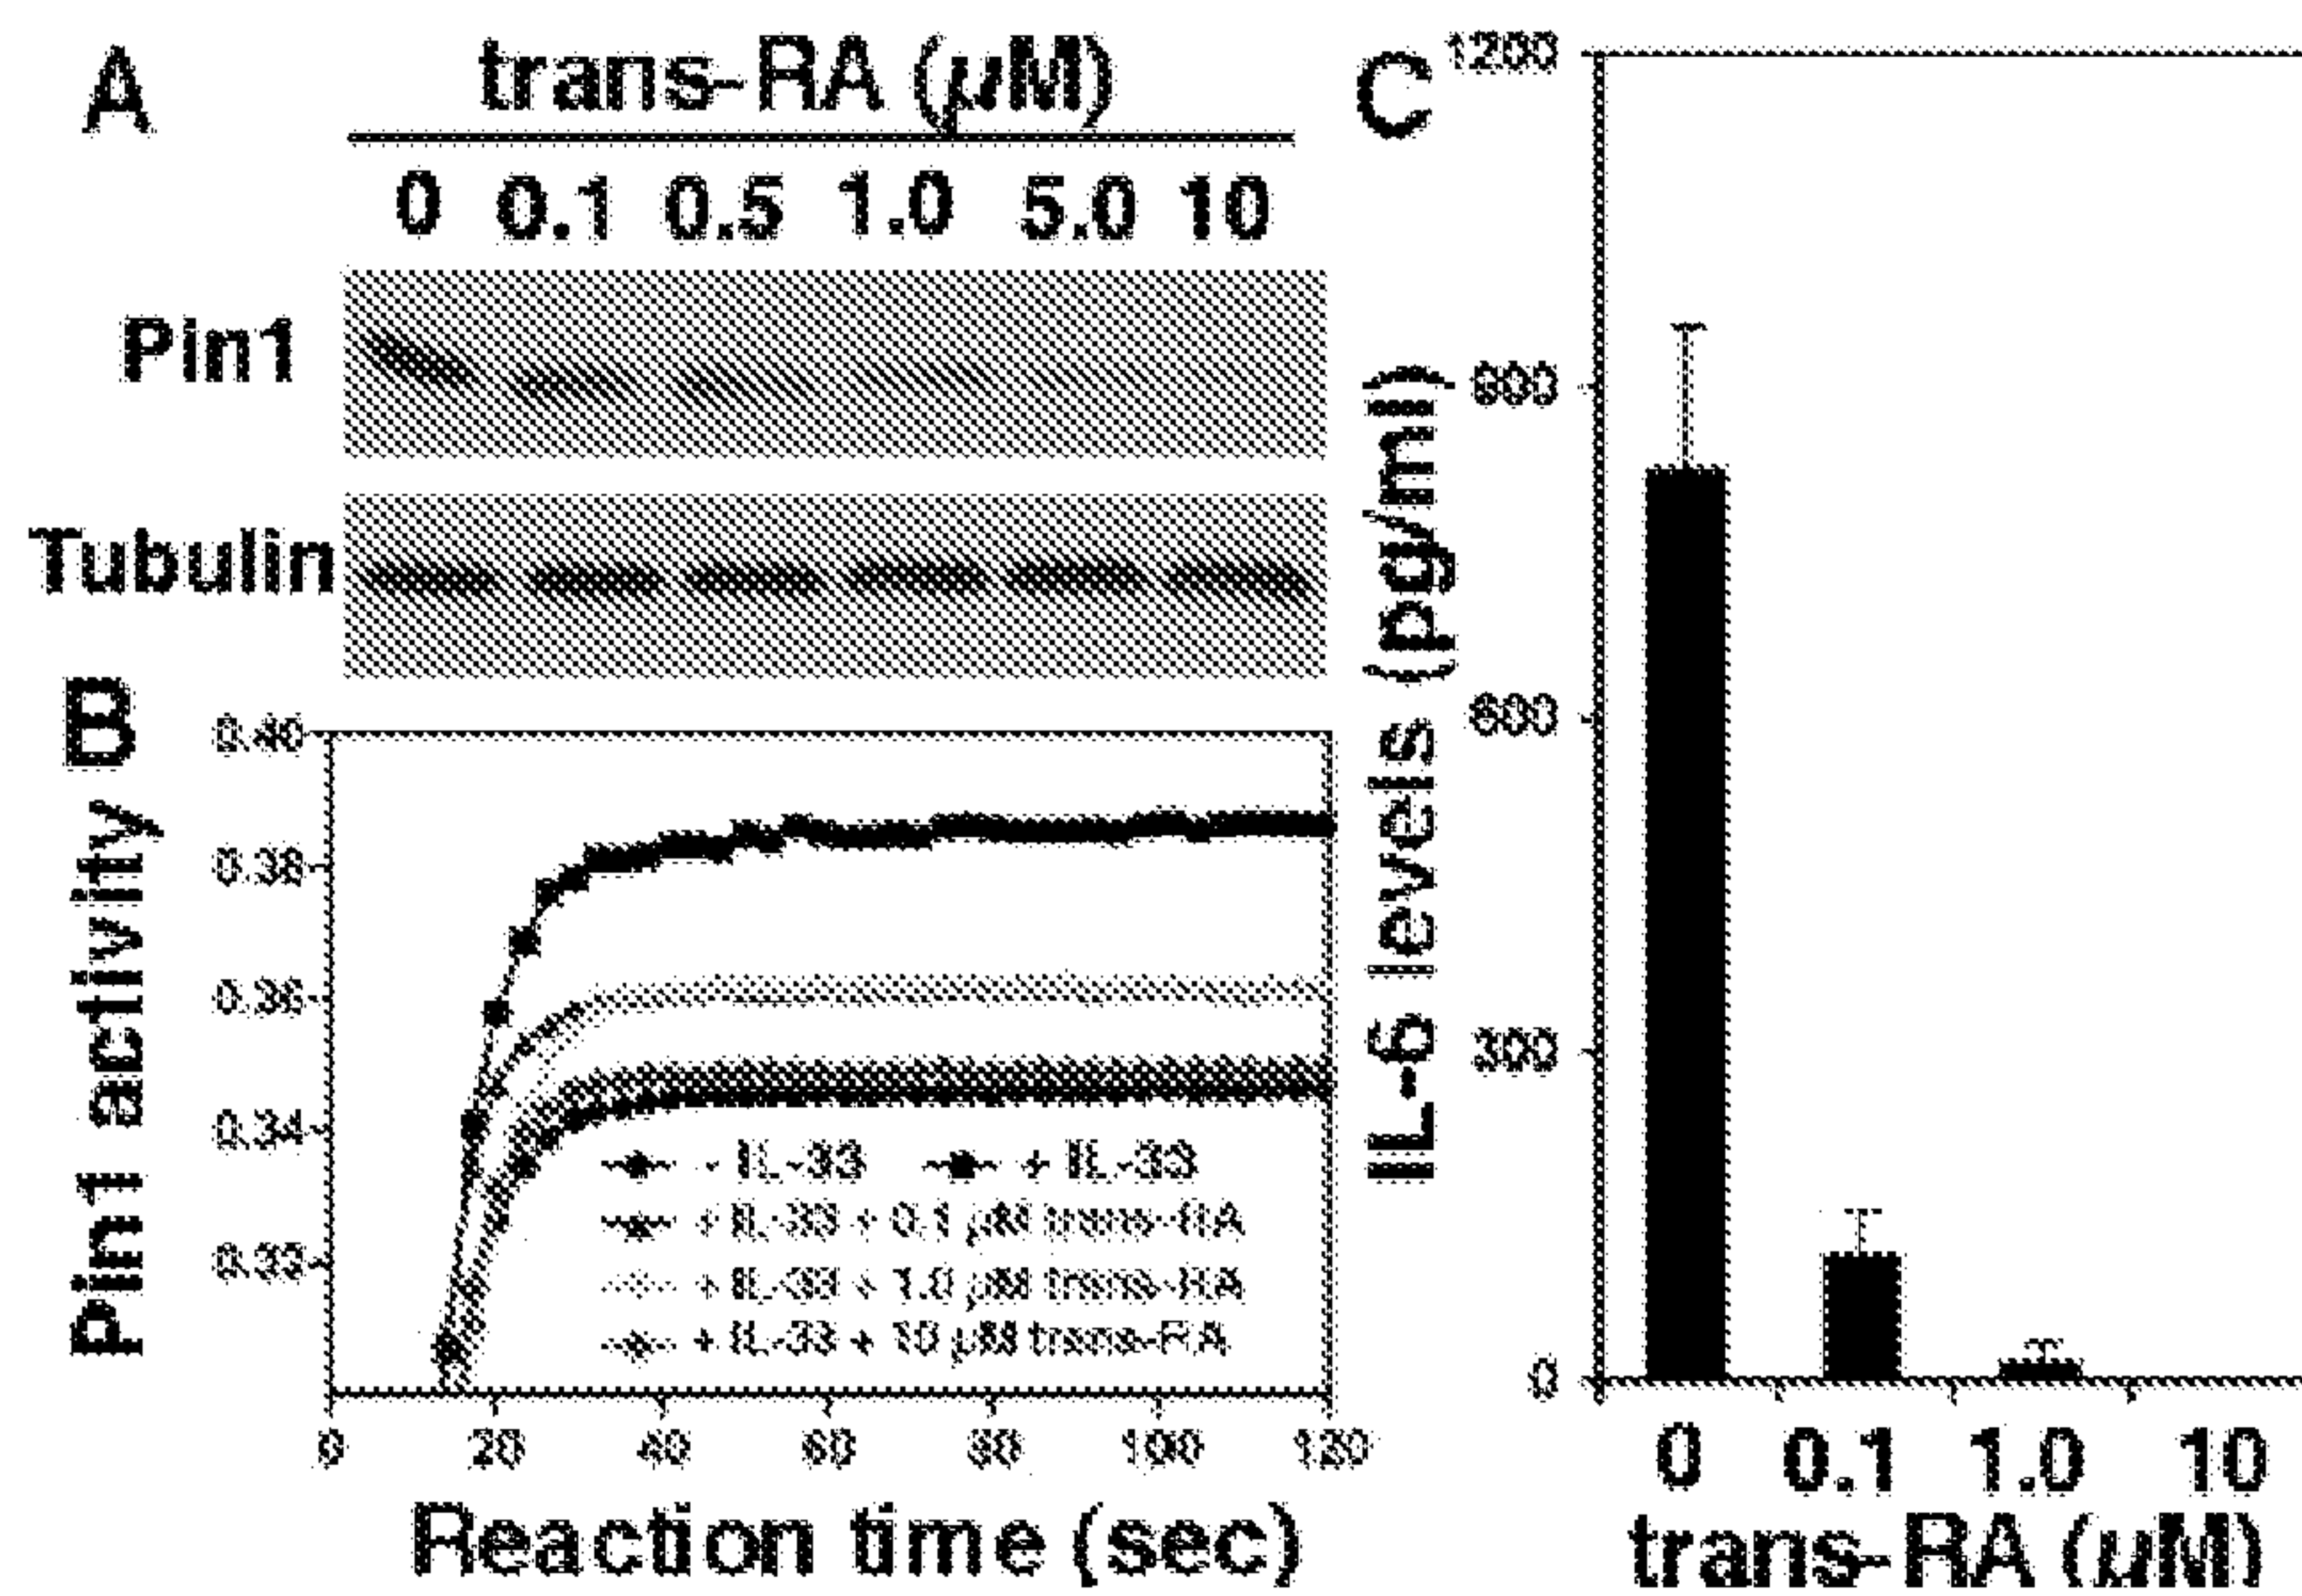 A
trans-RA (µM)
0 0.1 0.5 1.0 5.0 10
Pin1
Tubulin
B
Pin1 activity
0.40
0.38
0.36
0.34
0.32
- IL-33 + IL-33
+ IL-33 + 0.1 µM trans-RA
+ IL-33 + 1.0 µM trans-RA
+ IL-33 + 10 µM trans-RA
0 20 40 60 80 100 120
Reaction time (sec)
C
IL-6 levels (pg/ml)
1200
900
600
300
0
0 0.1 1.0 10
trans-RA (µM)